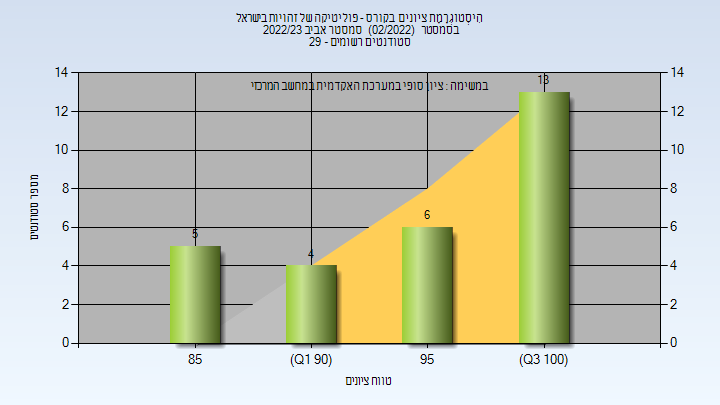 הִיסְטוֹגְרָמַת ציונים בקורס - פוליטיקה של זהויות בישראל
בסמסטר (02/2022) סמסטר אביב 2022/23
סטודנטים רשומים - 29
במשימה : ציון סופי במערכת האקדמית במחשב המרכזי
14 14
12 12
10 10
8 8
6 6
4 4
2 2
0 0
מספר סטודנטים
5
4
6
13
85
(Q1 90)
95
(Q3 100)
טווח ציונים